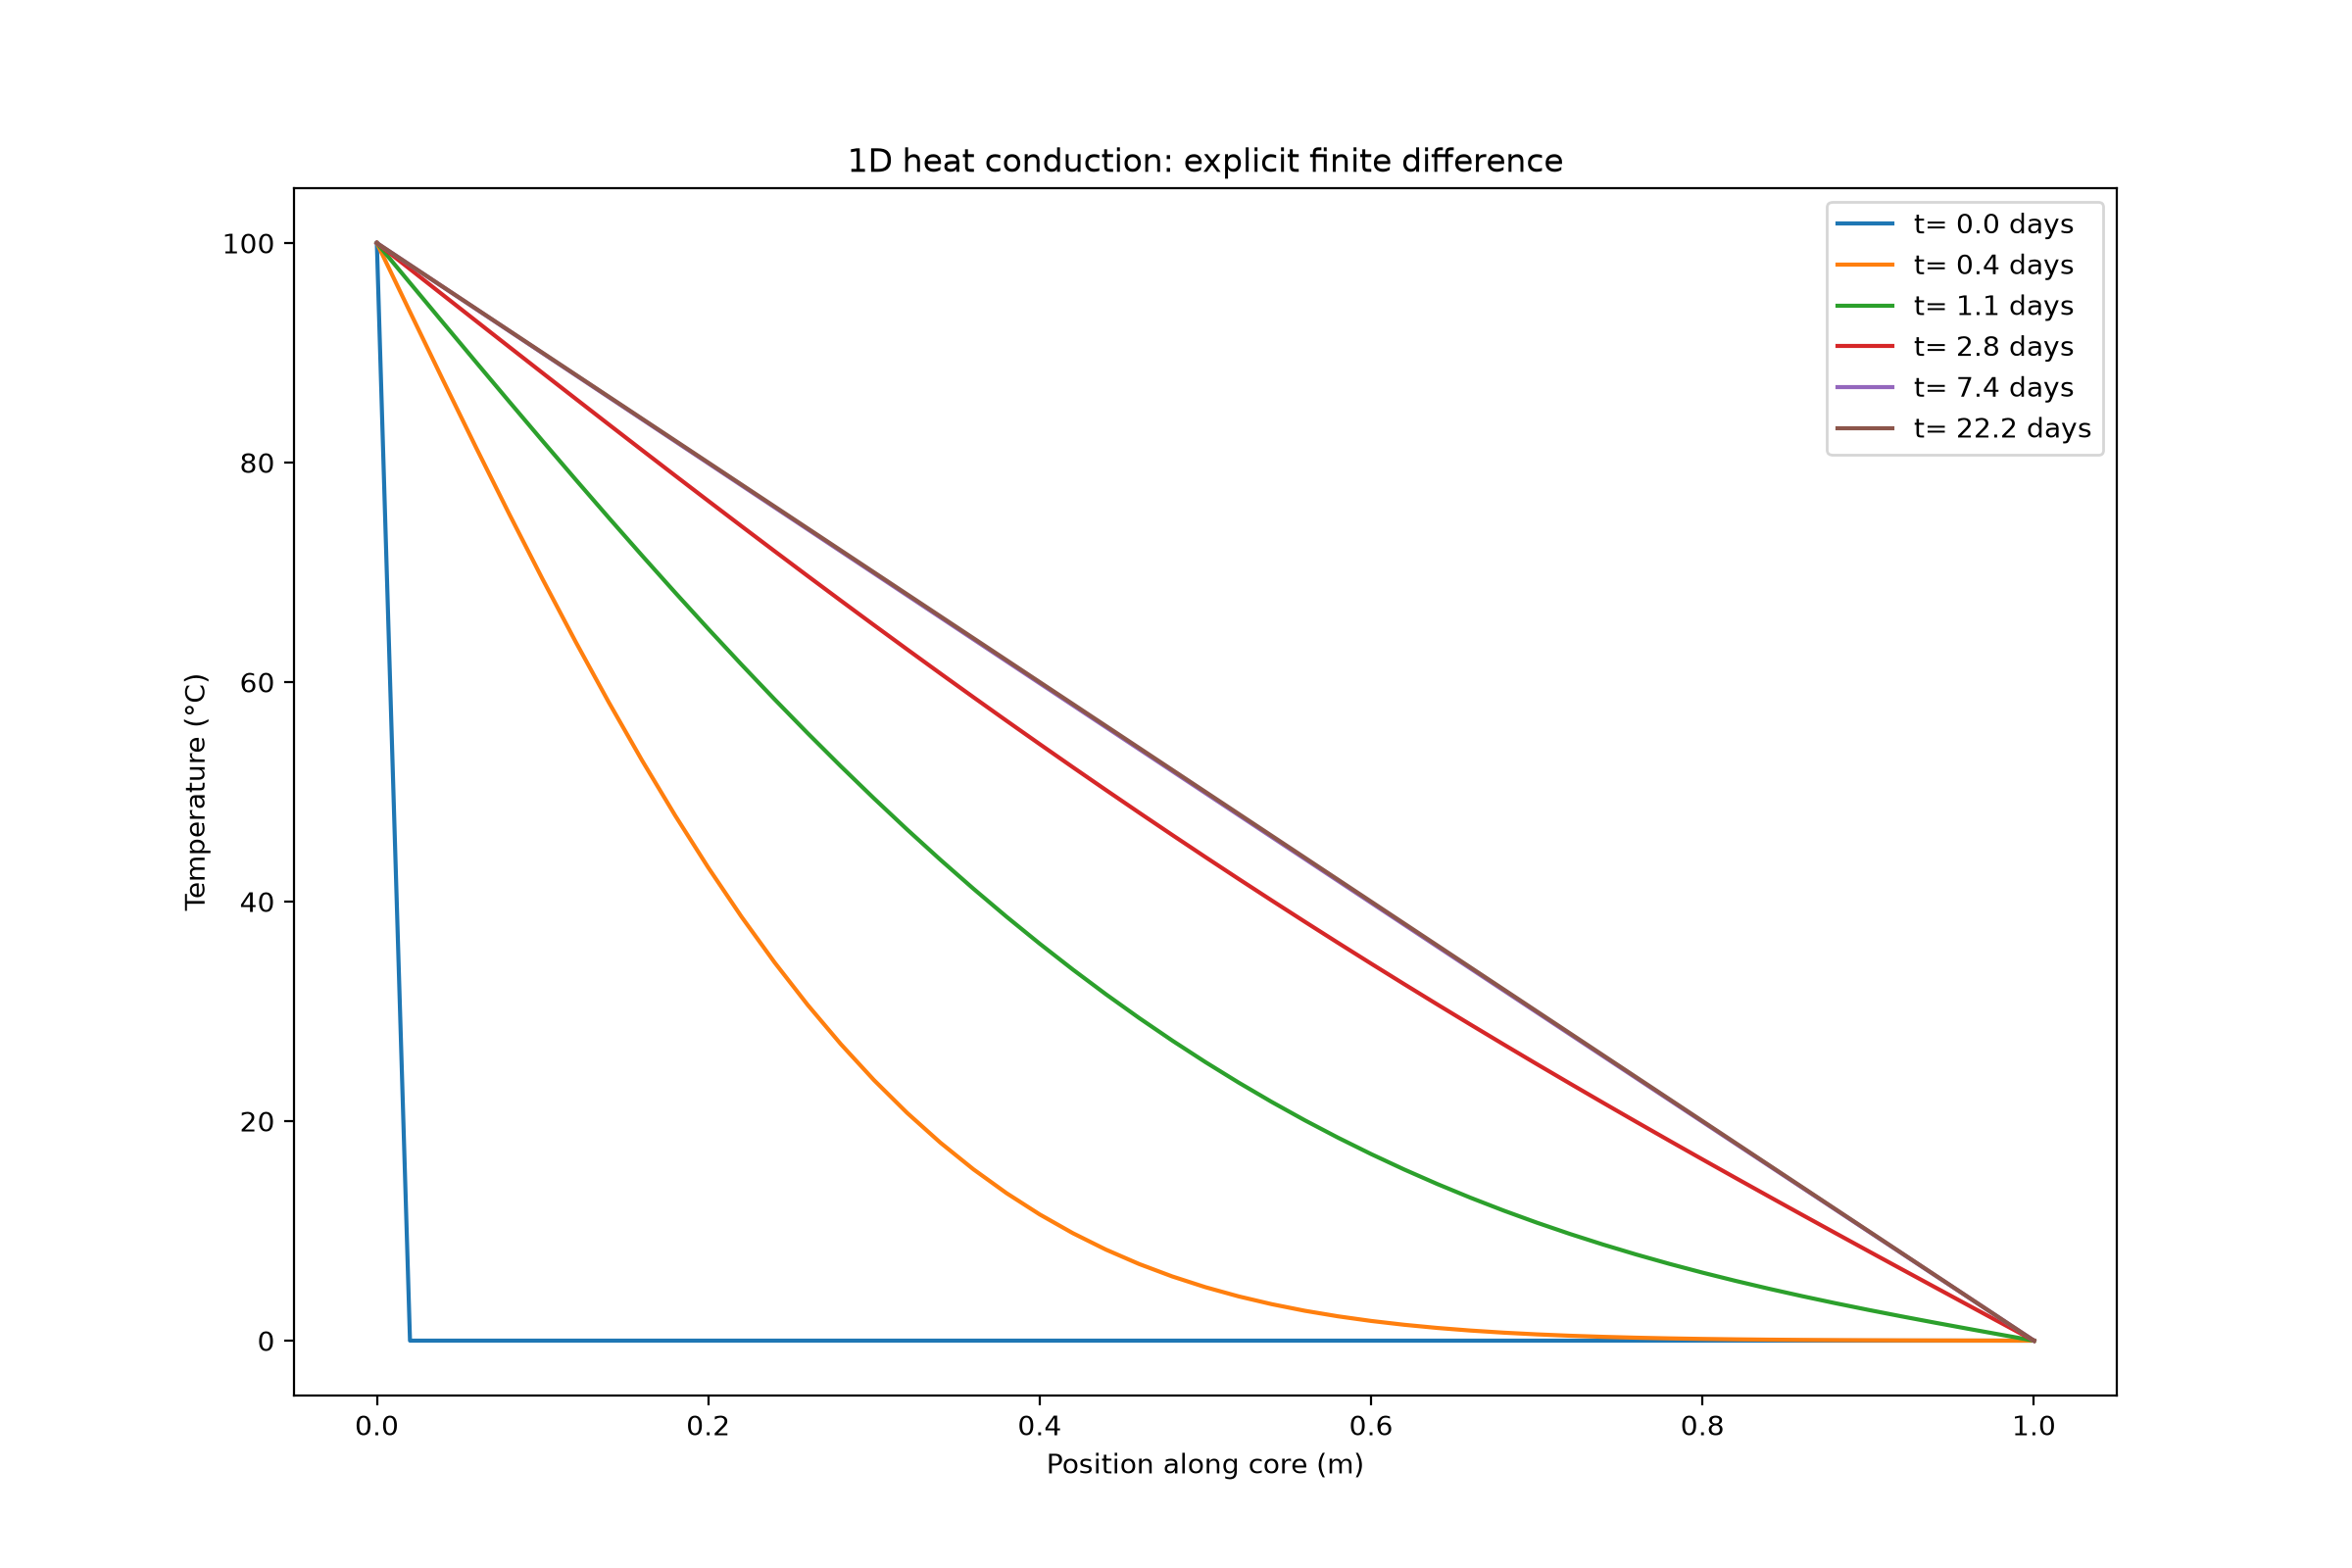 1D heat conduction: explicit finite difference
t= 0.0 days
t= 0.4 days
t= 1.1 days
t= 2.8 days
t= 7.4 days
t= 22.2 days
Temperature (°C)
100
80
60
40
20
0
0.0 0.2 0.4 0.6 0.8 1.0
Position along core (m)